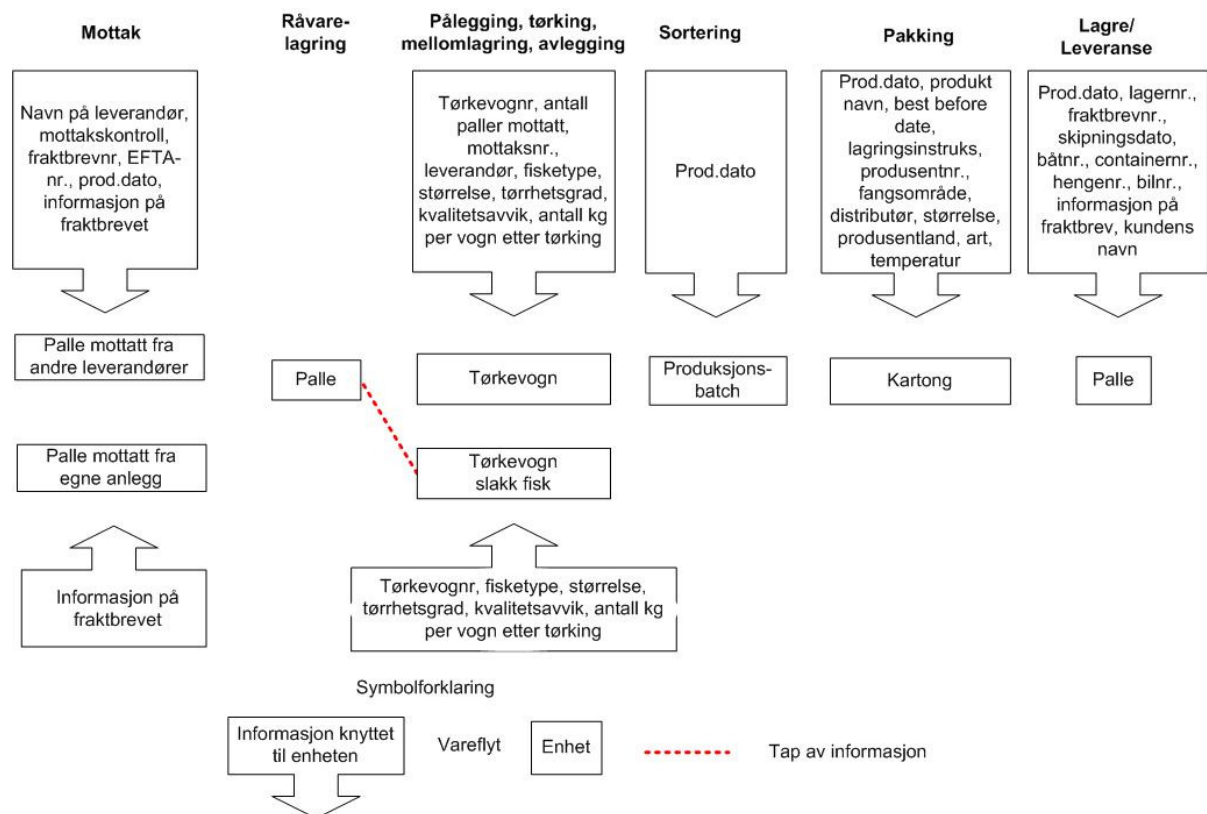 Mottak
Råvare-
lagring
Pålegging, tørking,
mellomlagring, avlegging
Sortering
Pakking
Lagre/
Leveranse
Navn på leverandør,
mottakskontroll,
fraktbrevnr, EFTA-
nr., prod.dato,
informasjon på
fraktbrevet
Tørkevognr, antall
paller mottatt,
mottaksnr.,
leverandør, fisketype,
størrelse, tørrhetsgrad,
kvalitetsavvik, antall kg
per vogn etter tørking
Prod.dato
Prod.dato, produkt
navn, best before
date,
lagringsinstruks,
produsentnr.,
fangsområde,
distributør, størrelse,
produsentland, art,
temperatur
Prod.dato, lagernr.,
fraktbrevnr.,
skipningsdato,
båtnr., containernr.,
hengenr., bilnr.,
informasjon på
fraktbrev, kundens
navn
Palle mottatt fra
andre leverandører
Palle
Tørkevogn
Produksjons-
batch
Kartong
Palle
Palle mottatt fra
egne anlegg
Tørkevogn
slakk fisk
Informasjon på
fraktbrevet
Tørkevognr, fisketype, størrelse,
tørrhetsgrad, kvalitetsavvik, antall kg
per vogn etter tørking
Symbolforklaring
Informasjon knyttet
til enheten
Vareflyt
Enhet
Tap av informasjon